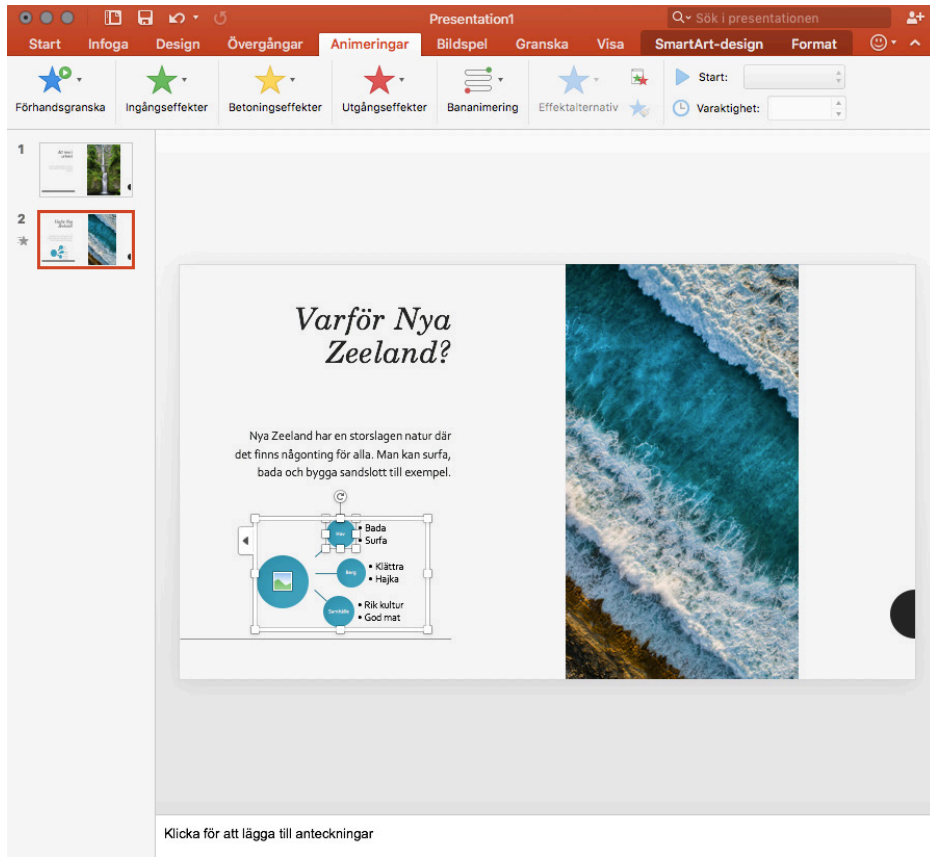 Presentation1
Sök i presentationen
Start Infoga Design Övergångar Animeringar Bildspel Granska Visa SmartArt-design Format
Förhandsgranska Ingångseffekter Betoningseffekter Utgångseffekter Bananimering Effektalternativ
Start:
Varaktighet:
1
2
Varför Nya
Zeeland?
Nya Zeeland har en storslagen natur där
det finns någonting för alla. Man kan surfa,
bada och bygga sandslott till exempel.
Hav
• Bada
• Surfa
Berg
• Klättra
• Hajka
Samhälle
• Rik kultur
• God mat
Klicka för att lägga till anteckningar